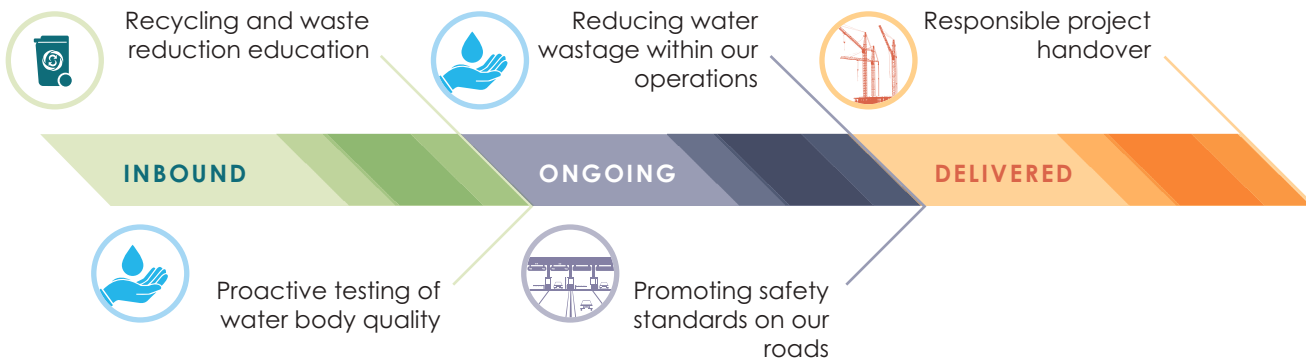 Recycling and waste
reduction education
Reducing water
wastage within our
operations
Responsible project
handover
INBOUND
ONGOING
DELIVERED
Proactive testing of
water body quality
Promoting safety
standards on our
roads